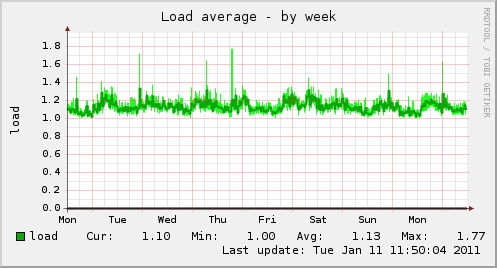 Load average - by week
RRDTOOL / TOBI OETIKER
load
1.8
1.6
1.4
1.2
1.0
0.8
0.6
0.4
0.2
0.0
Mon Tue Wed Thu Fri Sat Sun Mon
load Cur: 1.10 Min: 1.00 Avg: 1.13 Max: 1.77
Last update: Tue Jan 11 11:50:04 2011